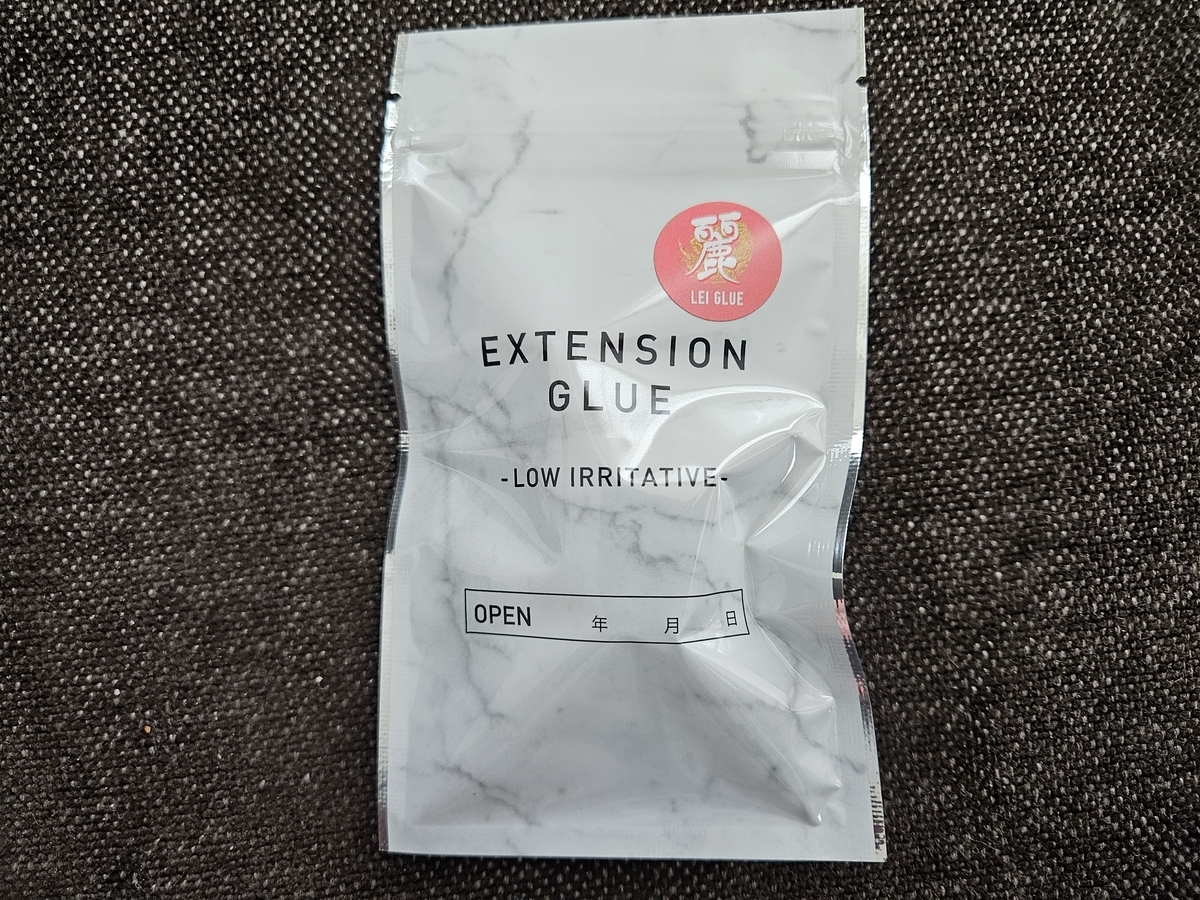 麗
LEI GLUE
EXTENSION
GLUE
-LOW IRRITATIVE-
OPEN 年 月 日